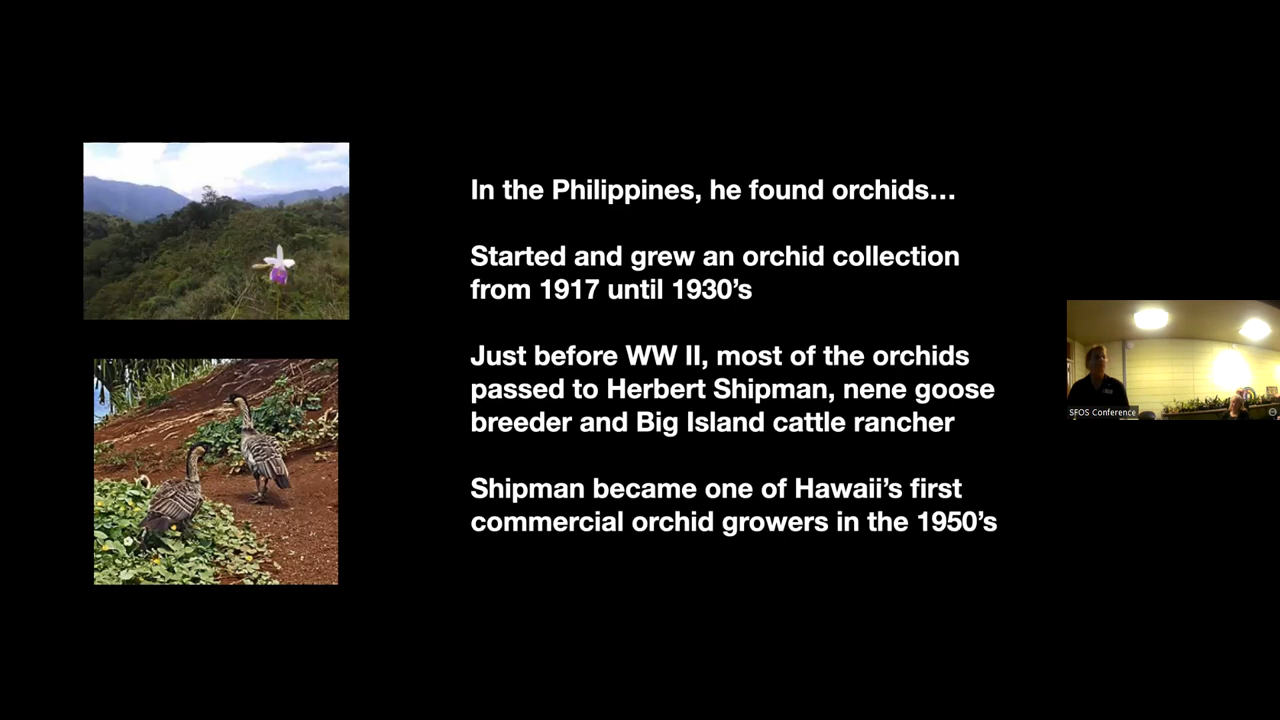 In the Philippines, he found orchids…
Started and grew an orchid collection
from 1917 until 1930’s
Just before WW II, most of the orchids
passed to Herbert Shipman, nene goose
breeder and Big Island cattle rancher
Shipman became one of Hawaii’s first
commercial orchid growers in the 1950’s
SFOS Conference